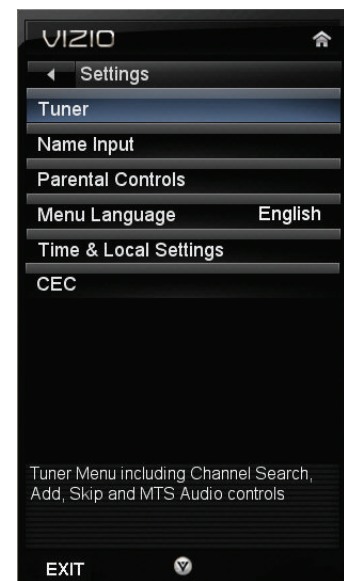 VIZIO
Settings
Tuner
Name Input
Parental Controls
Menu Language English
Time & Local Settings
CEC
Tuner Menu including Channel Search,
Add, Skip and MTS Audio controls
EXIT